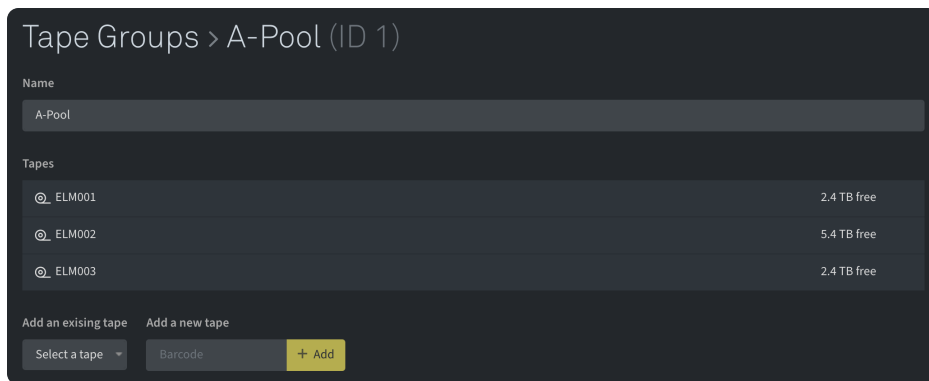 Tape Groups > A-Pool (ID 1)
Name
A-Pool
Tapes
ELM001 2.4 TB free
ELM002 5.4 TB free
ELM003 2.4 TB free
Add an exising tape Add a new tape
Select a tape Barcode + Add